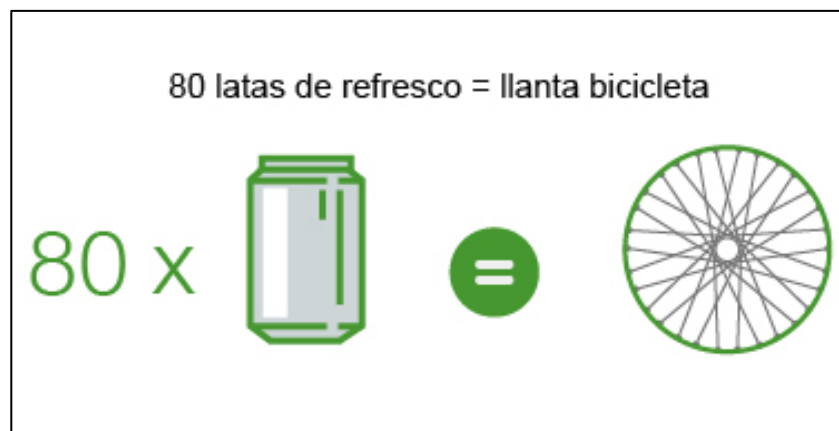 80 latas de refresco = llanta bicicleta
80 x =